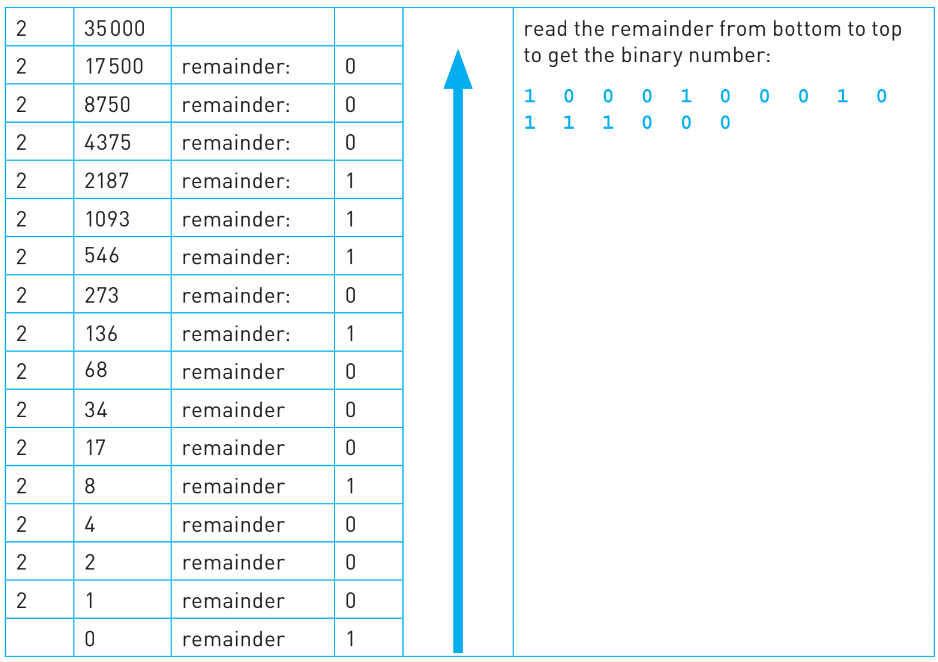 2 35000
2 17500 remainder: 0
2 8750 remainder: 0
2 4375 remainder: 0
2 2187 remainder: 1
2 1093 remainder: 1
2 546 remainder: 1
2 273 remainder: 0
2 136 remainder: 1
2 68 remainder 0
2 34 remainder 0
2 17 remainder 0
2 8 remainder 1
2 4 remainder 0
2 2 remainder 0
2 1 remainder 0
0 remainder 1
read the remainder from bottom to top
to get the binary number:
1 0 0 0 1 0 0 0 1 0
1 1 1 0 0 0